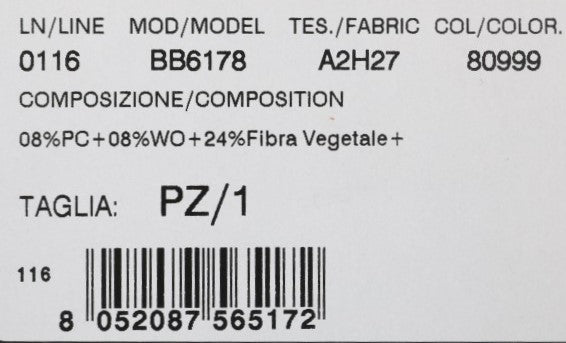 LN/LINE MOD/MODEL TES./FABRIC COL/COLOR.
0116 BB6178 A2H27 80999
COMPOSIZIONE/COMPOSITION
08%PC+08%WO+24%Fibra Vegetale+
TAGLIA: PZ/1
116
8 052087 565172